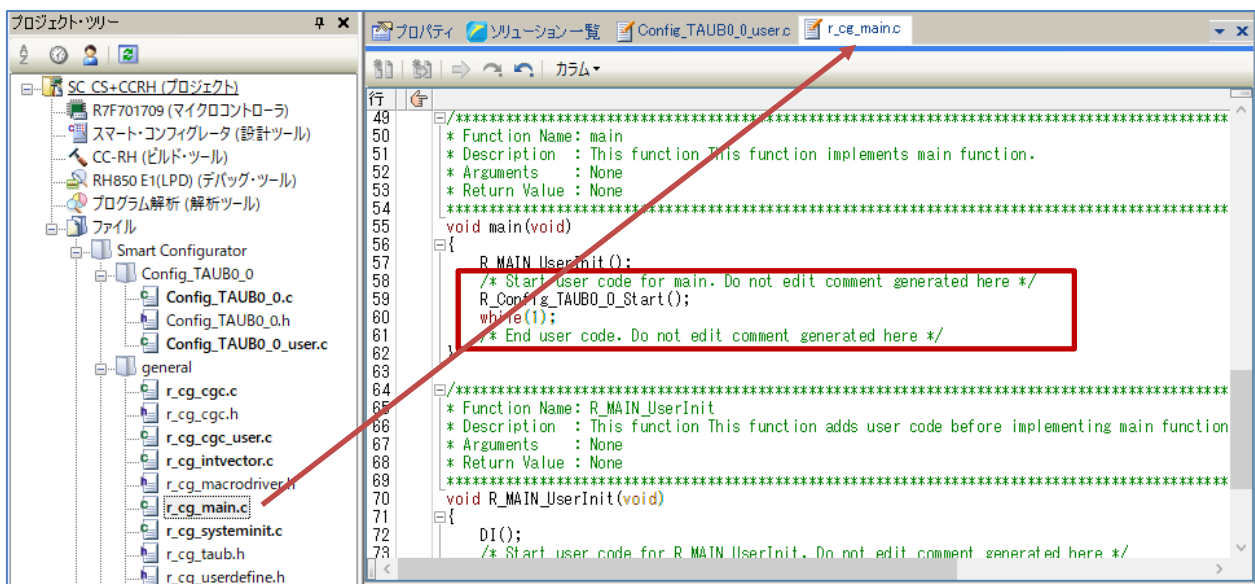 プロジェクト・ツリー
SC_CS+CCRH (プロジェクト)
R7F701709 (マイクロコントローラ)
スマート・コンフィグレータ (設計ツール)
CC-RH (ビルド・ツール)
RH850 E1(LPD) (デバッグ・ツール)
プログラム解析 (解析ツール)
ファイル
Smart Configurator
Config_TAUB0_0
Config_TAUB0_0.c
Config_TAUB0_0.h
Config_TAUB0_0_user.c
general
r_cg_cgc.c
r_cg_cgc.h
r_cg_cgc_user.c
r_cg_intvector.c
r_cg_macrodriver.h
r_cg_main.c
r_cg_systeminit.c
r_cg_taub.h
r_cg_userdefine.h
プロパティ ソリューション一覧 Config_TAUB0_0_user.c r_cg_main.c
カラム
行
49 /******************************************************************************
50 * Function Name: main
51 * Description : This function This function implements main function.
52 * Arguments : None
53 * Return Value : None
54 ******************************************************************************
55 void main(void)
56 {
57 R_MAIN_UserInit();
58 /* Start user code for main. Do not edit comment generated here */
59 R_Config_TAUB0_0_Start();
60 while(1);
61 /* End user code. Do not edit comment generated here */
62 }
63
64 /******************************************************************************
65 * Function Name: R_MAIN_UserInit
66 * Description : This function This function adds user code before implementing main function
67 * Arguments : None
68 * Return Value : None
69 ******************************************************************************
70 void R_MAIN_UserInit(void)
71 {
72 DI();
73 /* Start user code for R_MAIN_UserInit. Do not edit comment generated here */